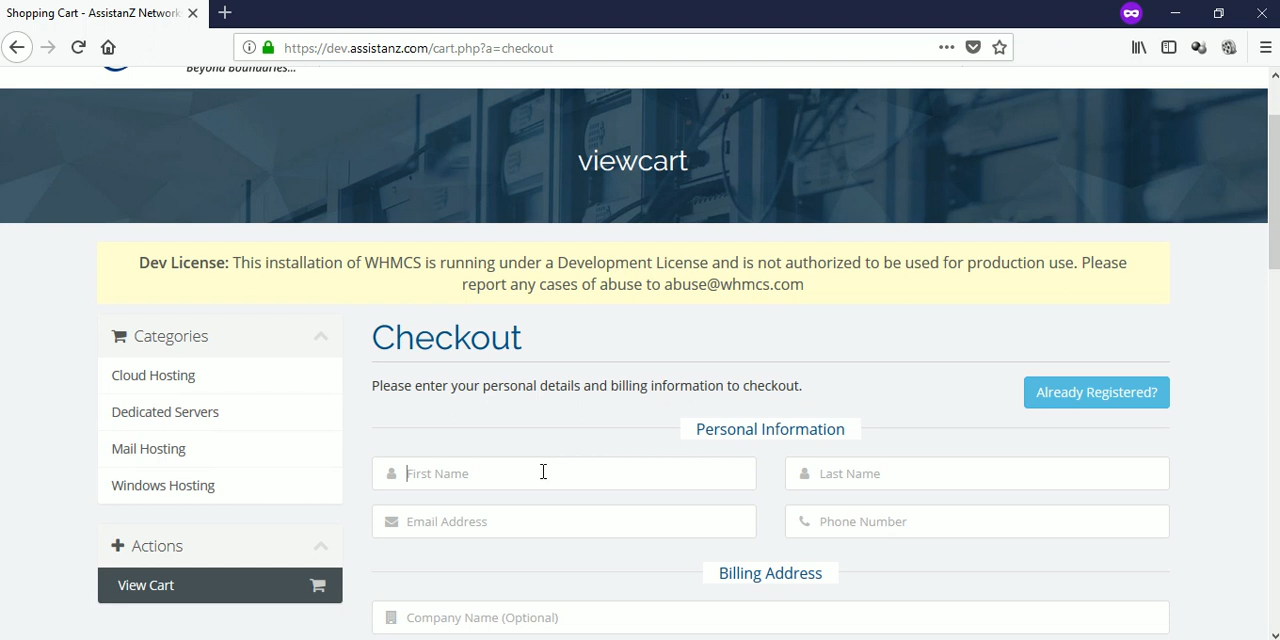 Shopping Cart - AssistanZ Network
https://dev.assistanz.com/cart.php?a=checkout
Beyond Boundaries...
viewcart
Dev License: This installation of WHMCS is running under a Development License and is not authorized to be used for production use. Please
report any cases of abuse to abuse@whmcs.com
Categories
Cloud Hosting
Dedicated Servers
Mail Hosting
Windows Hosting
Actions
View Cart
Checkout
Please enter your personal details and billing information to checkout.
Already Registered?
Personal Information
First Name
Last Name
Email Address
Phone Number
Billing Address
Company Name (Optional)